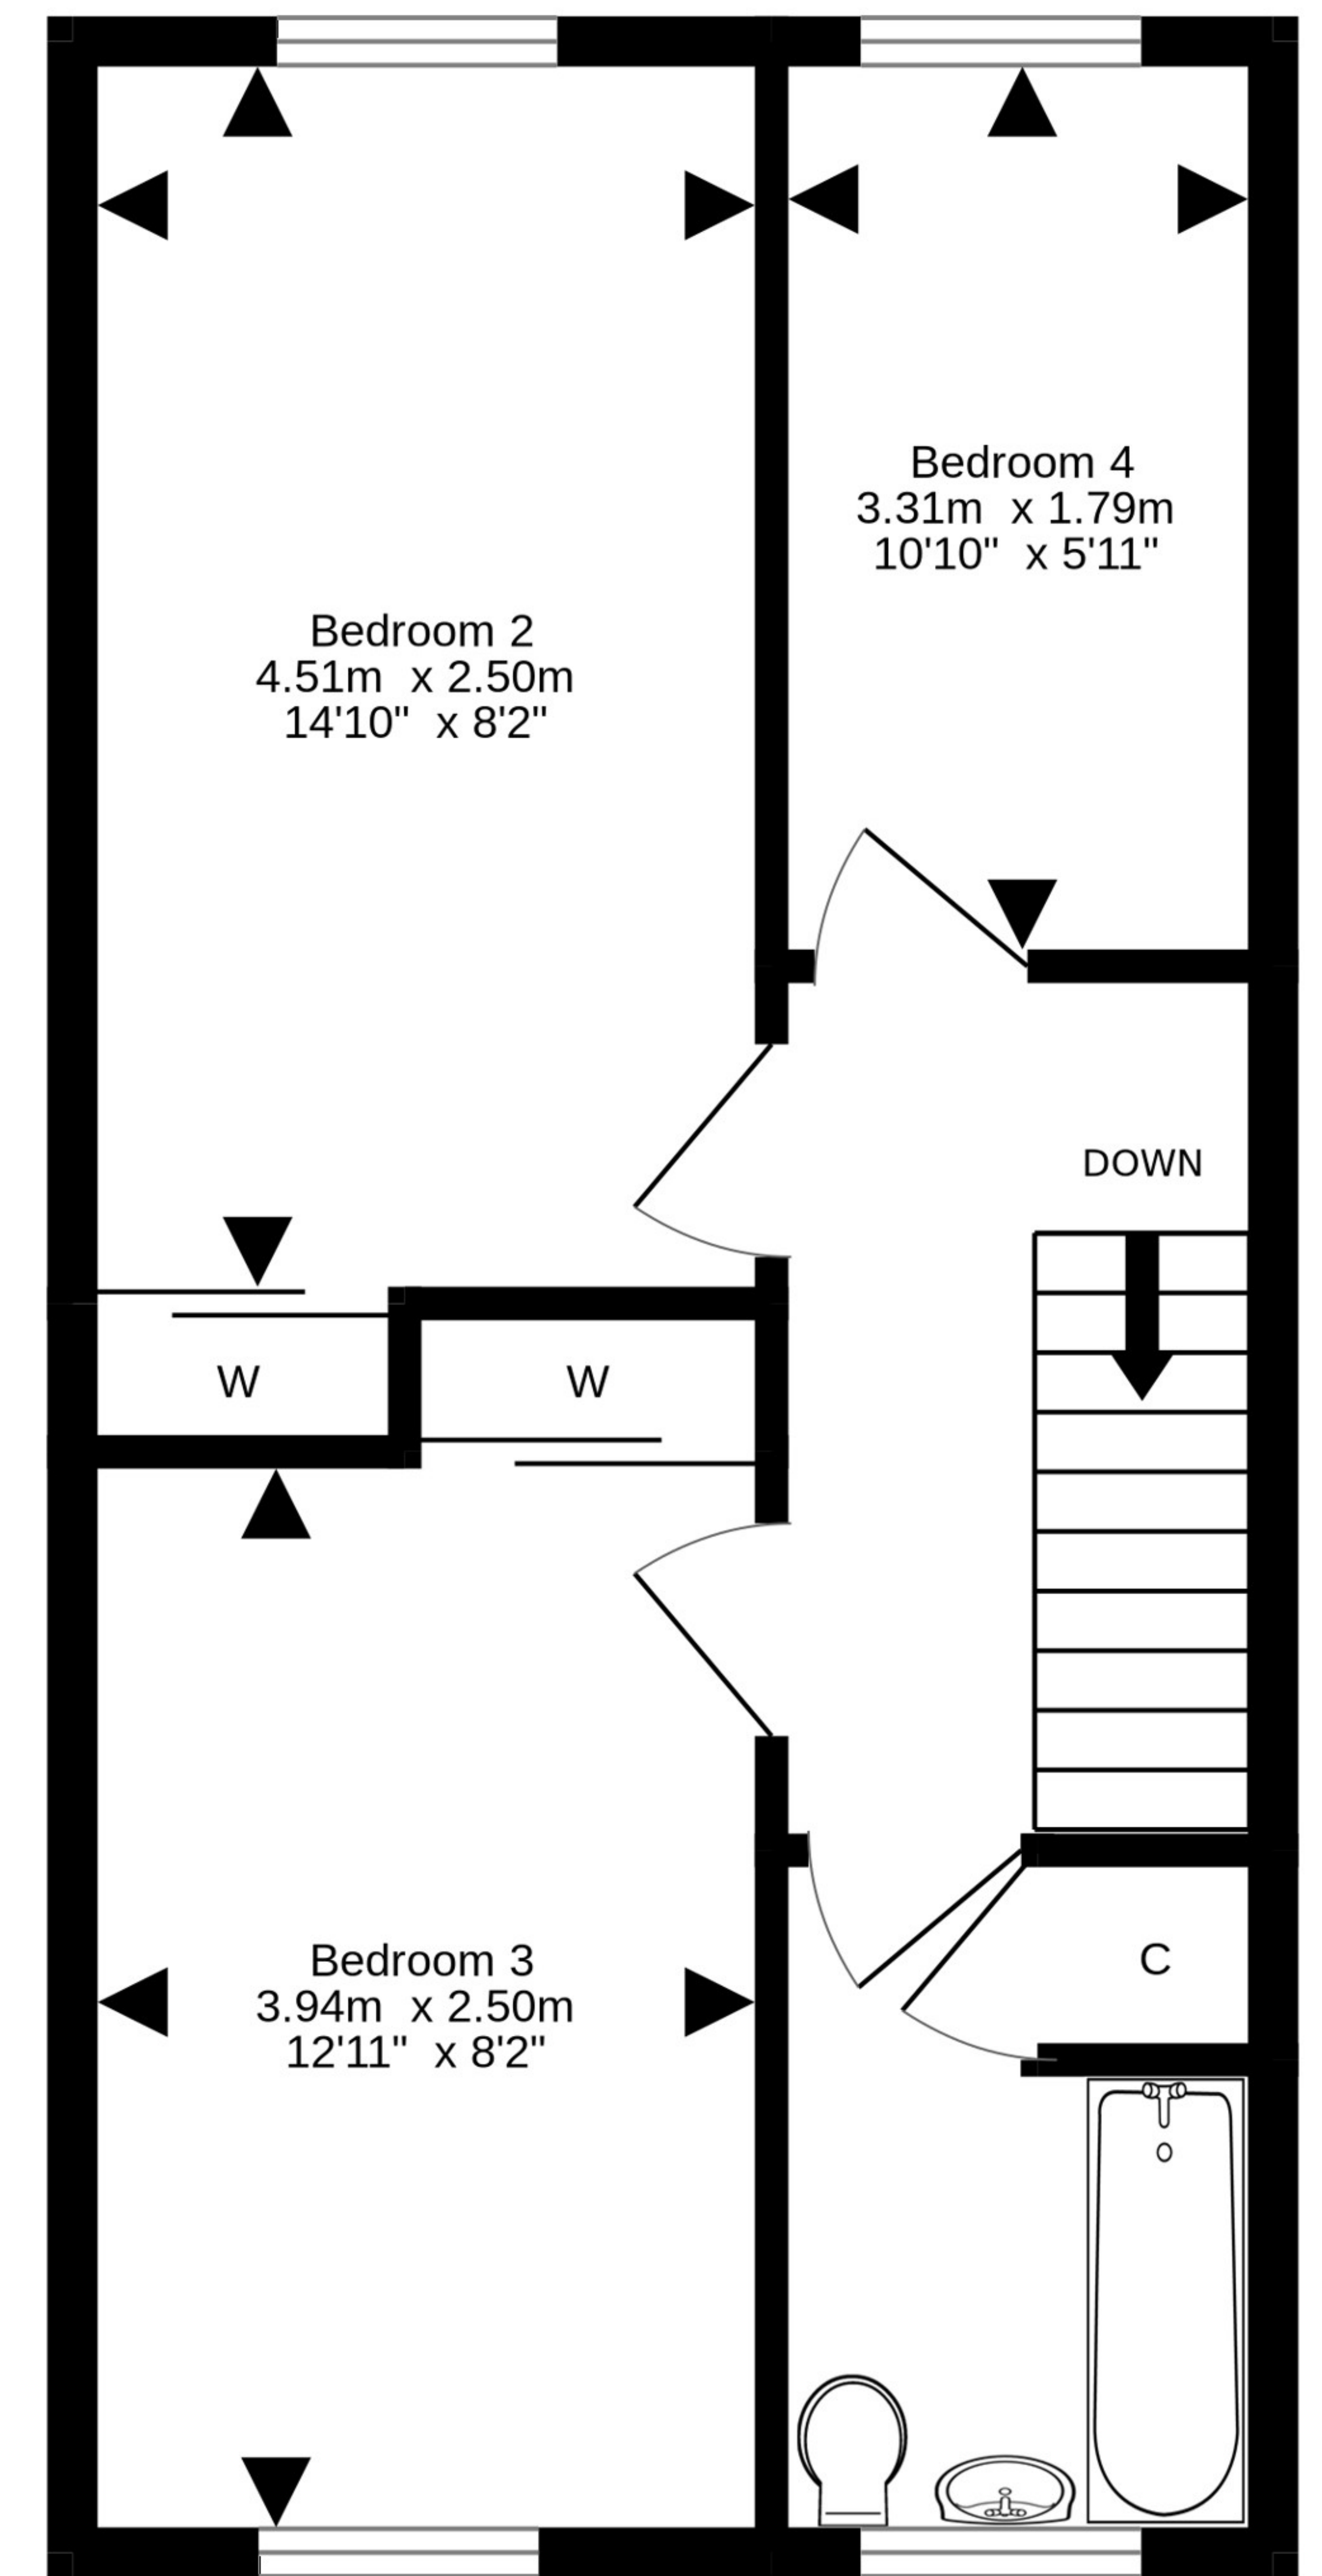 Bedroom 4
3.31m x 1.79m
10'10" x 5'11"
Bedroom 2
4.51m x 2.50m
14'10" x 8'2"
DOWN
W
W
Bedroom 3
3.94m x 2.50m
12'11" x 8'2"
C